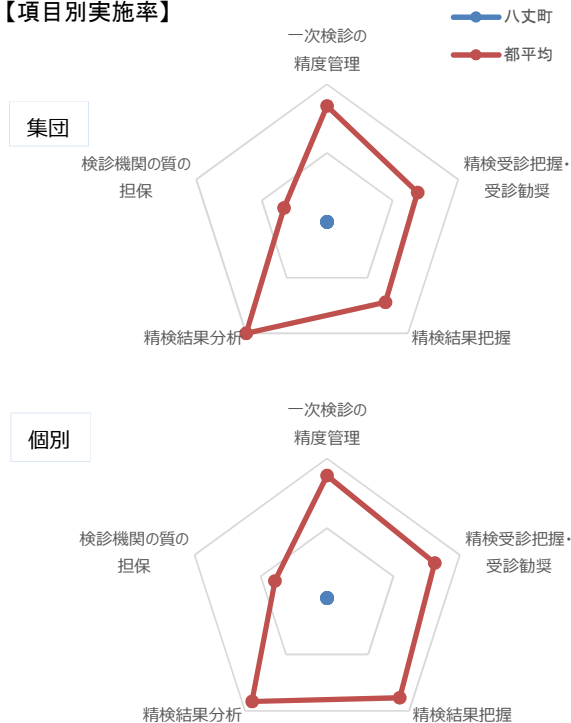 【項目別実施率】
八丈町
都平均
集団
一次検診の
精度管理
精検受診把握・
受診勧奨
精検結果把握
精検結果分析
検診機関の質の
担保
個別
一次検診の
精度管理
精検受診把握・
受診勧奨
精検結果把握
精検結果分析
検診機関の質の
担保